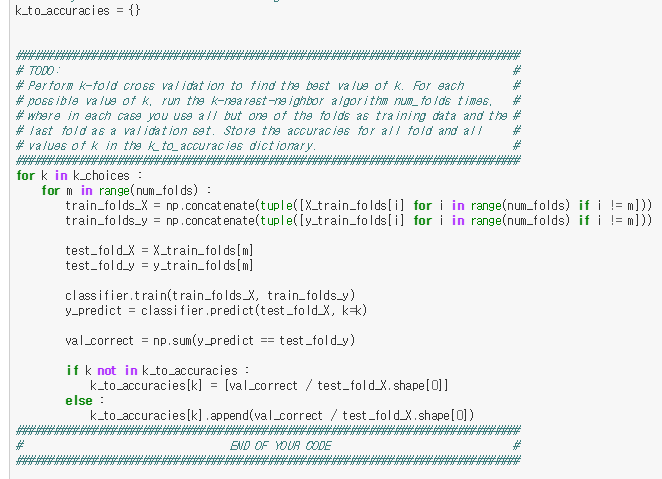 k_to_accuracies = {}
################################################################################
# TODO: #
# Perform k-fold cross validation to find the best value of k. For each #
# possible value of k, run the k-nearest-neighbor algorithm num_folds times, #
# where in each case you use all but one of the folds as training data and the #
# last fold as a validation set. Store the accuracies for all fold and all #
# values of k in the k_to_accuracies dictionary. #
################################################################################
for k in k_choices :
    for m in range(num_folds) :
        train_folds_X = np.concatenate(tuple([X_train_folds[i] for i in range(num_folds) if i != m]))
        train_folds_y = np.concatenate(tuple([y_train_folds[i] for i in range(num_folds) if i != m]))
        test_fold_X = X_train_folds[m]
        test_fold_y = y_train_folds[m]
        classifier.train(train_folds_X, train_folds_y)
        y_predict = classifier.predict(test_fold_X, k=k)
        val_correct = np.sum(y_predict == test_fold_y)
        if k not in k_to_accuracies :
            k_to_accuracies[k] = [val_correct / test_fold_X.shape[0]]
        else :
            k_to_accuracies[k].append(val_correct / test_fold_X.shape[0])
################################################################################
# END OF YOUR CODE #
################################################################################